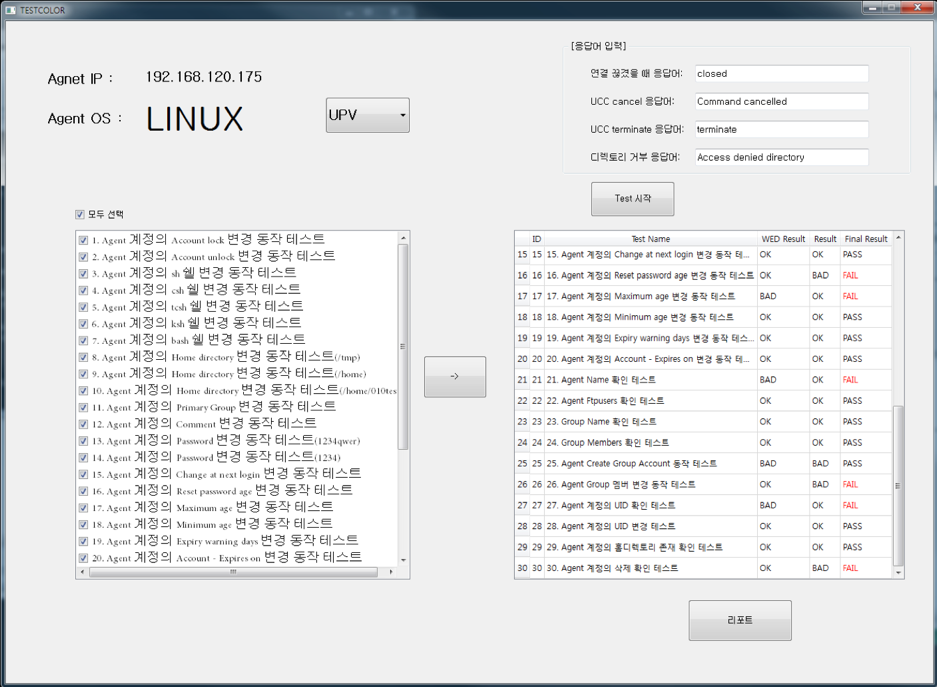 TESTCOLOR
Agnet IP : 192.168.120.175
Agent OS : LINUX
UPV
[응답어 입력]
연결 끊겼을 때 응답어: closed
UCC cancel 응답어: Command cancelled
UCC terminate 응답어: terminate
디렉토리 거부 응답어: Access denied directory
Test 시작
모두 선택
1. Agent 계정의 Account lock 변경 동작 테스트
2. Agent 계정의 Account unlock 변경 동작 테스트
3. Agent 계정의 sh 쉘 변경 동작 테스트
4. Agent 계정의 csh 쉘 변경 동작 테스트
5. Agent 계정의 tcsh 쉘 변경 동작 테스트
6. Agent 계정의 ksh 쉘 변경 동작 테스트
7. Agent 계정의 bash 쉘 변경 동작 테스트
8. Agent 계정의 Home directory 변경 동작 테스트(/tmp)
9. Agent 계정의 Home directory 변경 동작 테스트(/home)
10. Agent 계정의 Home directory 변경 동작 테스트(/home/010tes
11. Agent 계정의 Primary Group 변경 동작 테스트
12. Agent 계정의 Comment 변경 동작 테스트
13. Agent 계정의 Password 변경 동작 테스트(1234qwer)
14. Agent 계정의 Password 변경 동작 테스트(1234)
15. Agent 계정의 Change at next login 변경 동작 테스트
16. Agent 계정의 Reset password age 변경 동작 테스트
17. Agent 계정의 Maximum age 변경 동작 테스트
18. Agent 계정의 Minimum age 변경 동작 테스트
19. Agent 계정의 Expiry warning days 변경 동작 테스트
20. Agent 계정의 Account - Expires on 변경 동작 테스트
->
ID Test Name WED Result Result Final Result
15 15 15. Agent 계정의 Change at next login 변경 동작 테... OK OK PASS
16 16 16. Agent 계정의 Reset password age 변경 동작 테스트 OK BAD FAIL
17 17 17. Agent 계정의 Maximum age 변경 동작 테스트 BAD OK FAIL
18 18 18. Agent 계정의 Minimum age 변경 동작 테스트 OK OK PASS
19 19 19. Agent 계정의 Expiry warning days 변경 동작 테스... OK OK PASS
20 20 20. Agent 계정의 Account - Expires on 변경 동작 테... OK OK PASS
21 21 21. Agent Name 확인 테스트 BAD OK FAIL
22 22 22. Agent Ftpusers 확인 테스트 OK OK PASS
23 23 23. Group Name 확인 테스트 OK OK PASS
24 24 24. Group Members 확인 테스트 OK OK PASS
25 25 25. Agent Create Group Account 동작 테스트 BAD BAD PASS
26 26 26. Agent Group 멤버 변경 동작 테스트 OK BAD FAIL
27 27 27. Agent 계정의 UID 확인 테스트 BAD OK FAIL
28 28 28. Agent 계정의 UID 변경 테스트 OK OK PASS
29 29 29. Agent 계정의 홈디렉토리 존재 확인 테스트 OK OK PASS
30 30 30. Agent 계정의 삭제 확인 테스트 OK BAD FAIL
리포트